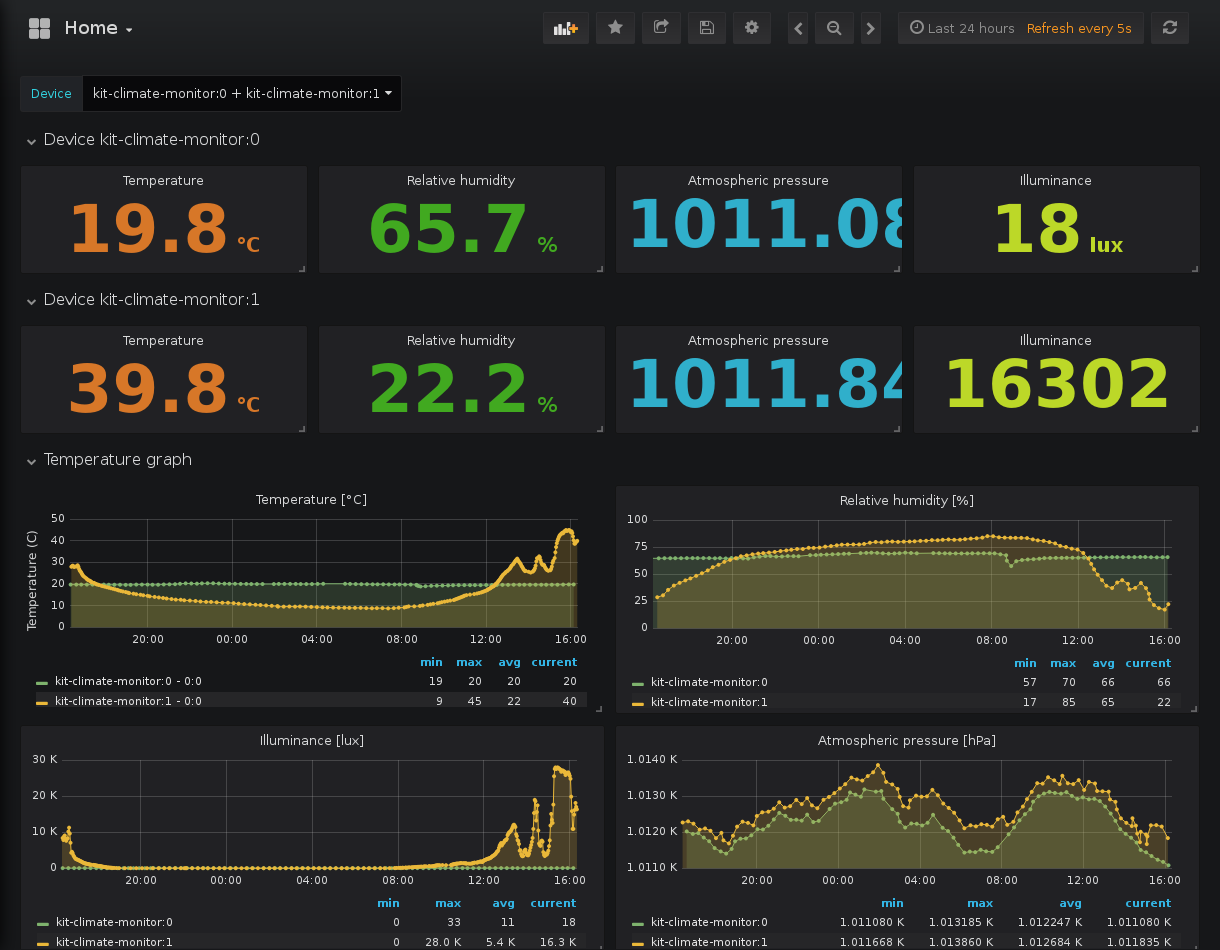 Home
Last 24 hours Refresh every 5s
Device kit-climate-monitor:0 + kit-climate-monitor:1
Device kit-climate-monitor:0
Temperature
19.8 °C
Relative humidity
65.7 %
Atmospheric pressure
1011.08
Illuminance
18 lux
Device kit-climate-monitor:1
Temperature
39.8 °C
Relative humidity
22.2 %
Atmospheric pressure
1011.84
Illuminance
16302
Temperature graph
Temperature [°C]
Temperature (C)
50
40
30
20
10
0
20:00 00:00 04:00 08:00 12:00 16:00
min max avg current
kit-climate-monitor:0 - 0:0 19 20 20 20
kit-climate-monitor:1 - 0:0 9 45 22 40
Relative humidity [%]
100
75
50
25
0
20:00 00:00 04:00 08:00 12:00 16:00
min max avg current
kit-climate-monitor:0 57 70 66 66
kit-climate-monitor:1 17 85 65 22
Illuminance [lux]
30 K
20 K
10 K
0
20:00 00:00 04:00 08:00 12:00 16:00
min max avg current
kit-climate-monitor:0 0 33 11 18
kit-climate-monitor:1 0 28.0 K 5.4 K 16.3 K
Atmospheric pressure [hPa]
1.0140 K
1.0130 K
1.0120 K
1.0110 K
20:00 00:00 04:00 08:00 12:00 16:00
min max avg current
kit-climate-monitor:0 1.011080 K 1.013185 K 1.012247 K 1.011080 K
kit-climate-monitor:1 1.011668 K 1.013860 K 1.012684 K 1.011835 K